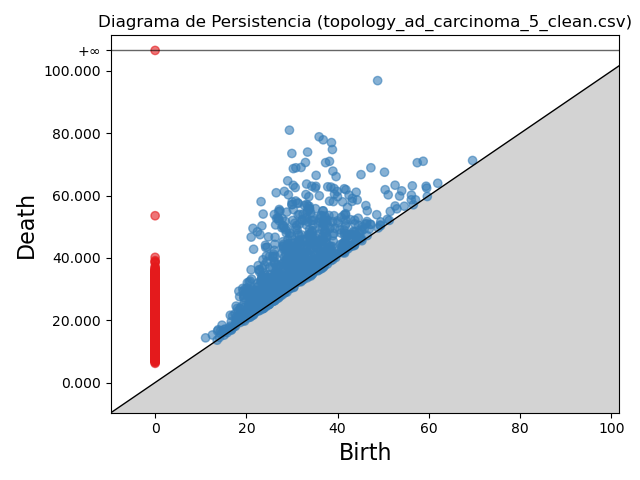 Diagrama de Persistencia (topology_ad_carcinoma_5_clean.csv)
+∞
100.000
80.000
60.000
40.000
20.000
0.000
Death
0 20 40 60 80 100
Birth